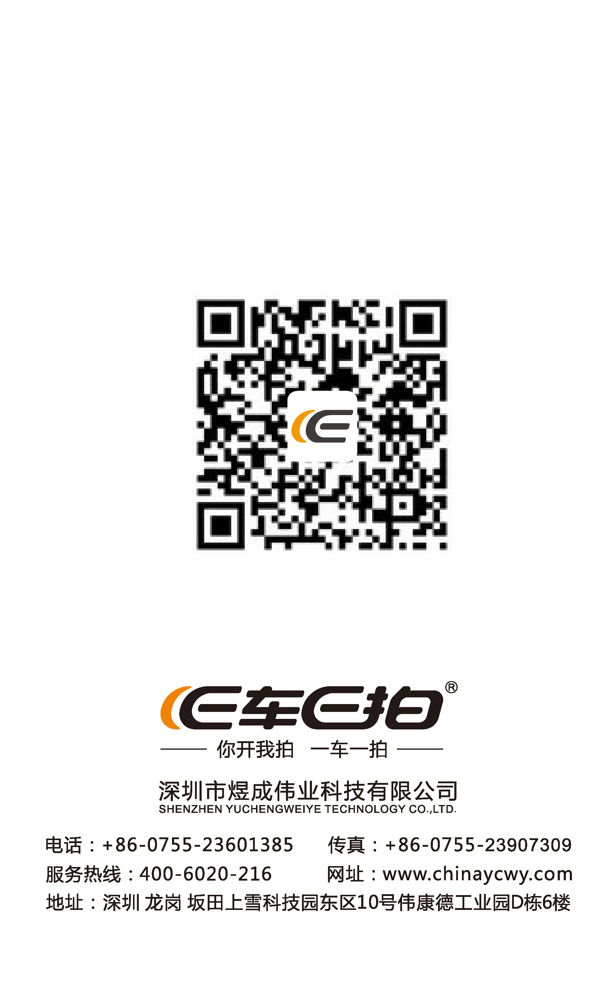 E车E拍®
你开我拍 一车一拍
深圳市煜成伟业科技有限公司
SHENZHEN YUCHENGWEIYE TECHNOLOGY CO.,LTD.
电话：+86-0755-23601385 传真：+86-0755-23907309
服务热线：400-6020-216 网址：www.chinaycwy.com
地址：深圳 龙岗 坂田上雪科技园东区10号伟康德工业园D栋6楼